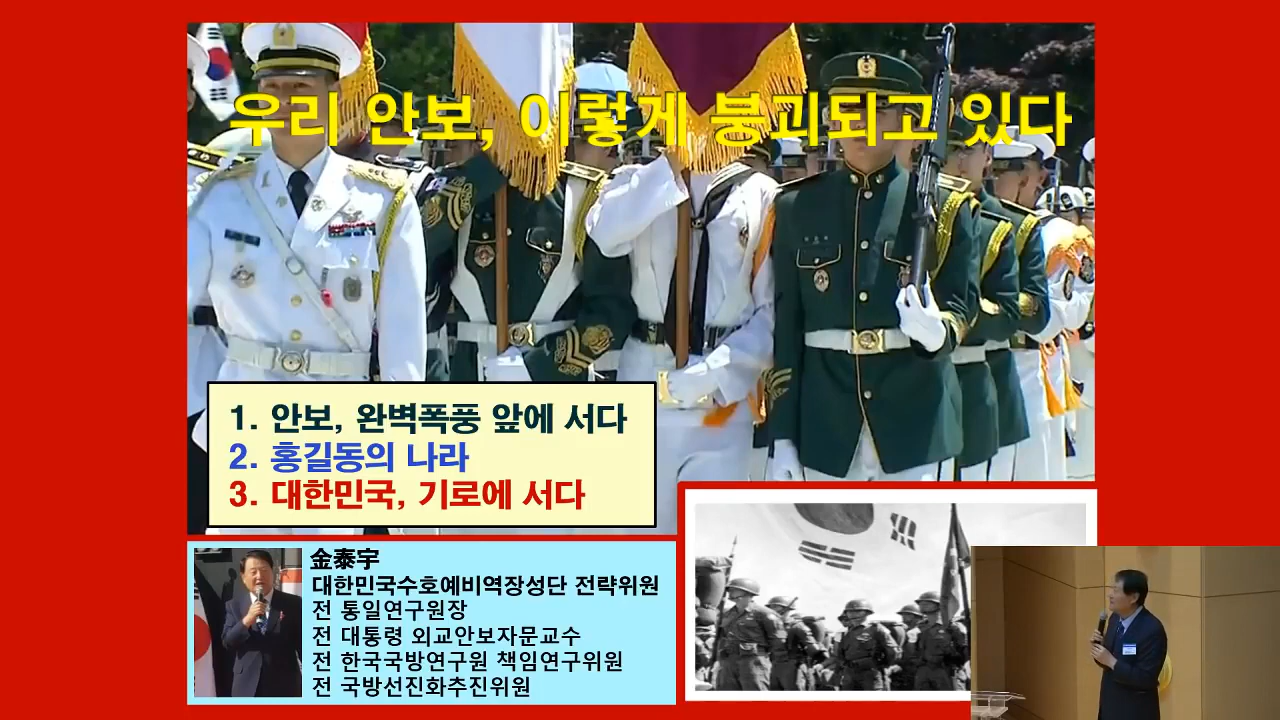 우리 안보, 이렇게 붕괴되고 있다
1. 안보, 완벽폭풍 앞에 서다
2. 홍길동의 나라
3. 대한민국, 기로에 서다
金泰宇
대한민국수호예비역장성단 전략위원
전 통일연구원장
전 대통령 외교안보자문교수
전 한국국방연구원 책임연구위원
전 국방선진화추진위원